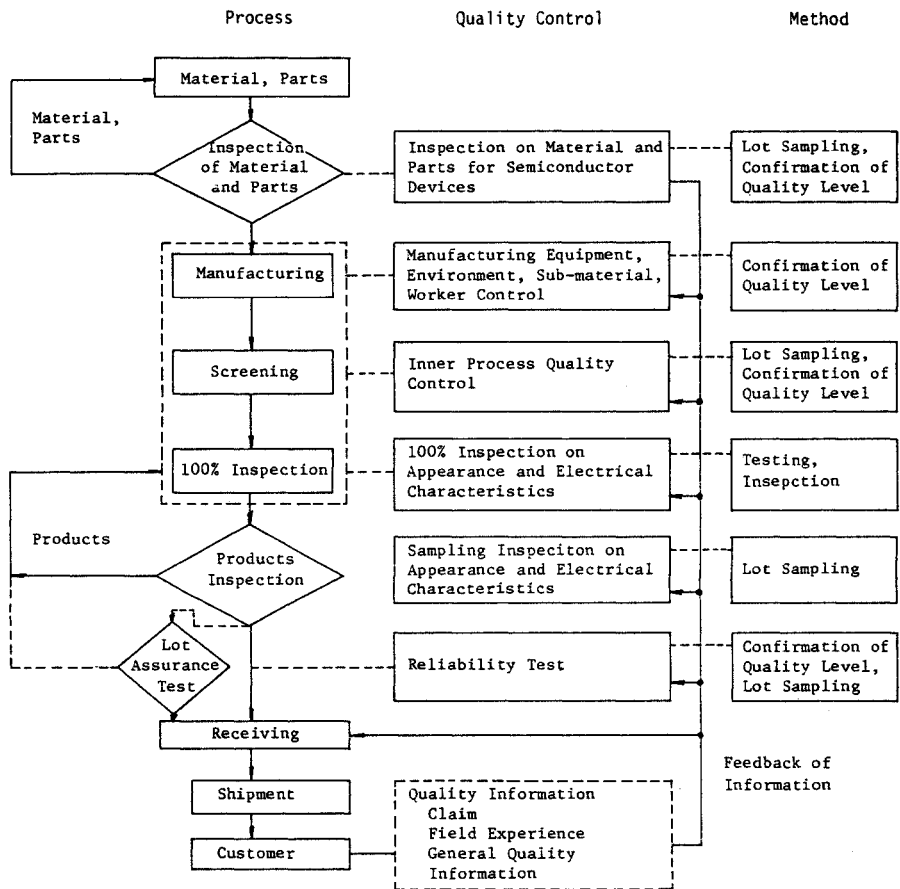 Process
Quality Control
Method
Material, Parts
Material,
Parts
Inspection
of Material
and Parts
Inspection on Material and
Parts for Semiconductor
Devices
Lot Sampling,
Confirmation of
Quality Level
Manufacturing
Manufacturing Equipment,
Environment, Sub-material,
Worker Control
Confirmation of
Quality Level
Screening
Inner Process Quality
Control
Lot Sampling,
Confirmation of
Quality Level
100% Inspection
100% Inspection on
Appearance and Electrical
Characteristics
Testing,
Insepction
Products
Products
Inspection
Sampling Inspeciton on
Appearance and Electrical
Characteristics
Lot Sampling
Lot
Assurance
Test
Reliability Test
Confirmation of
Quality Level,
Lot Sampling
Receiving
Feedback of
Information
Shipment
Quality Information
Claim
Field Experience
General Quality
Information
Customer